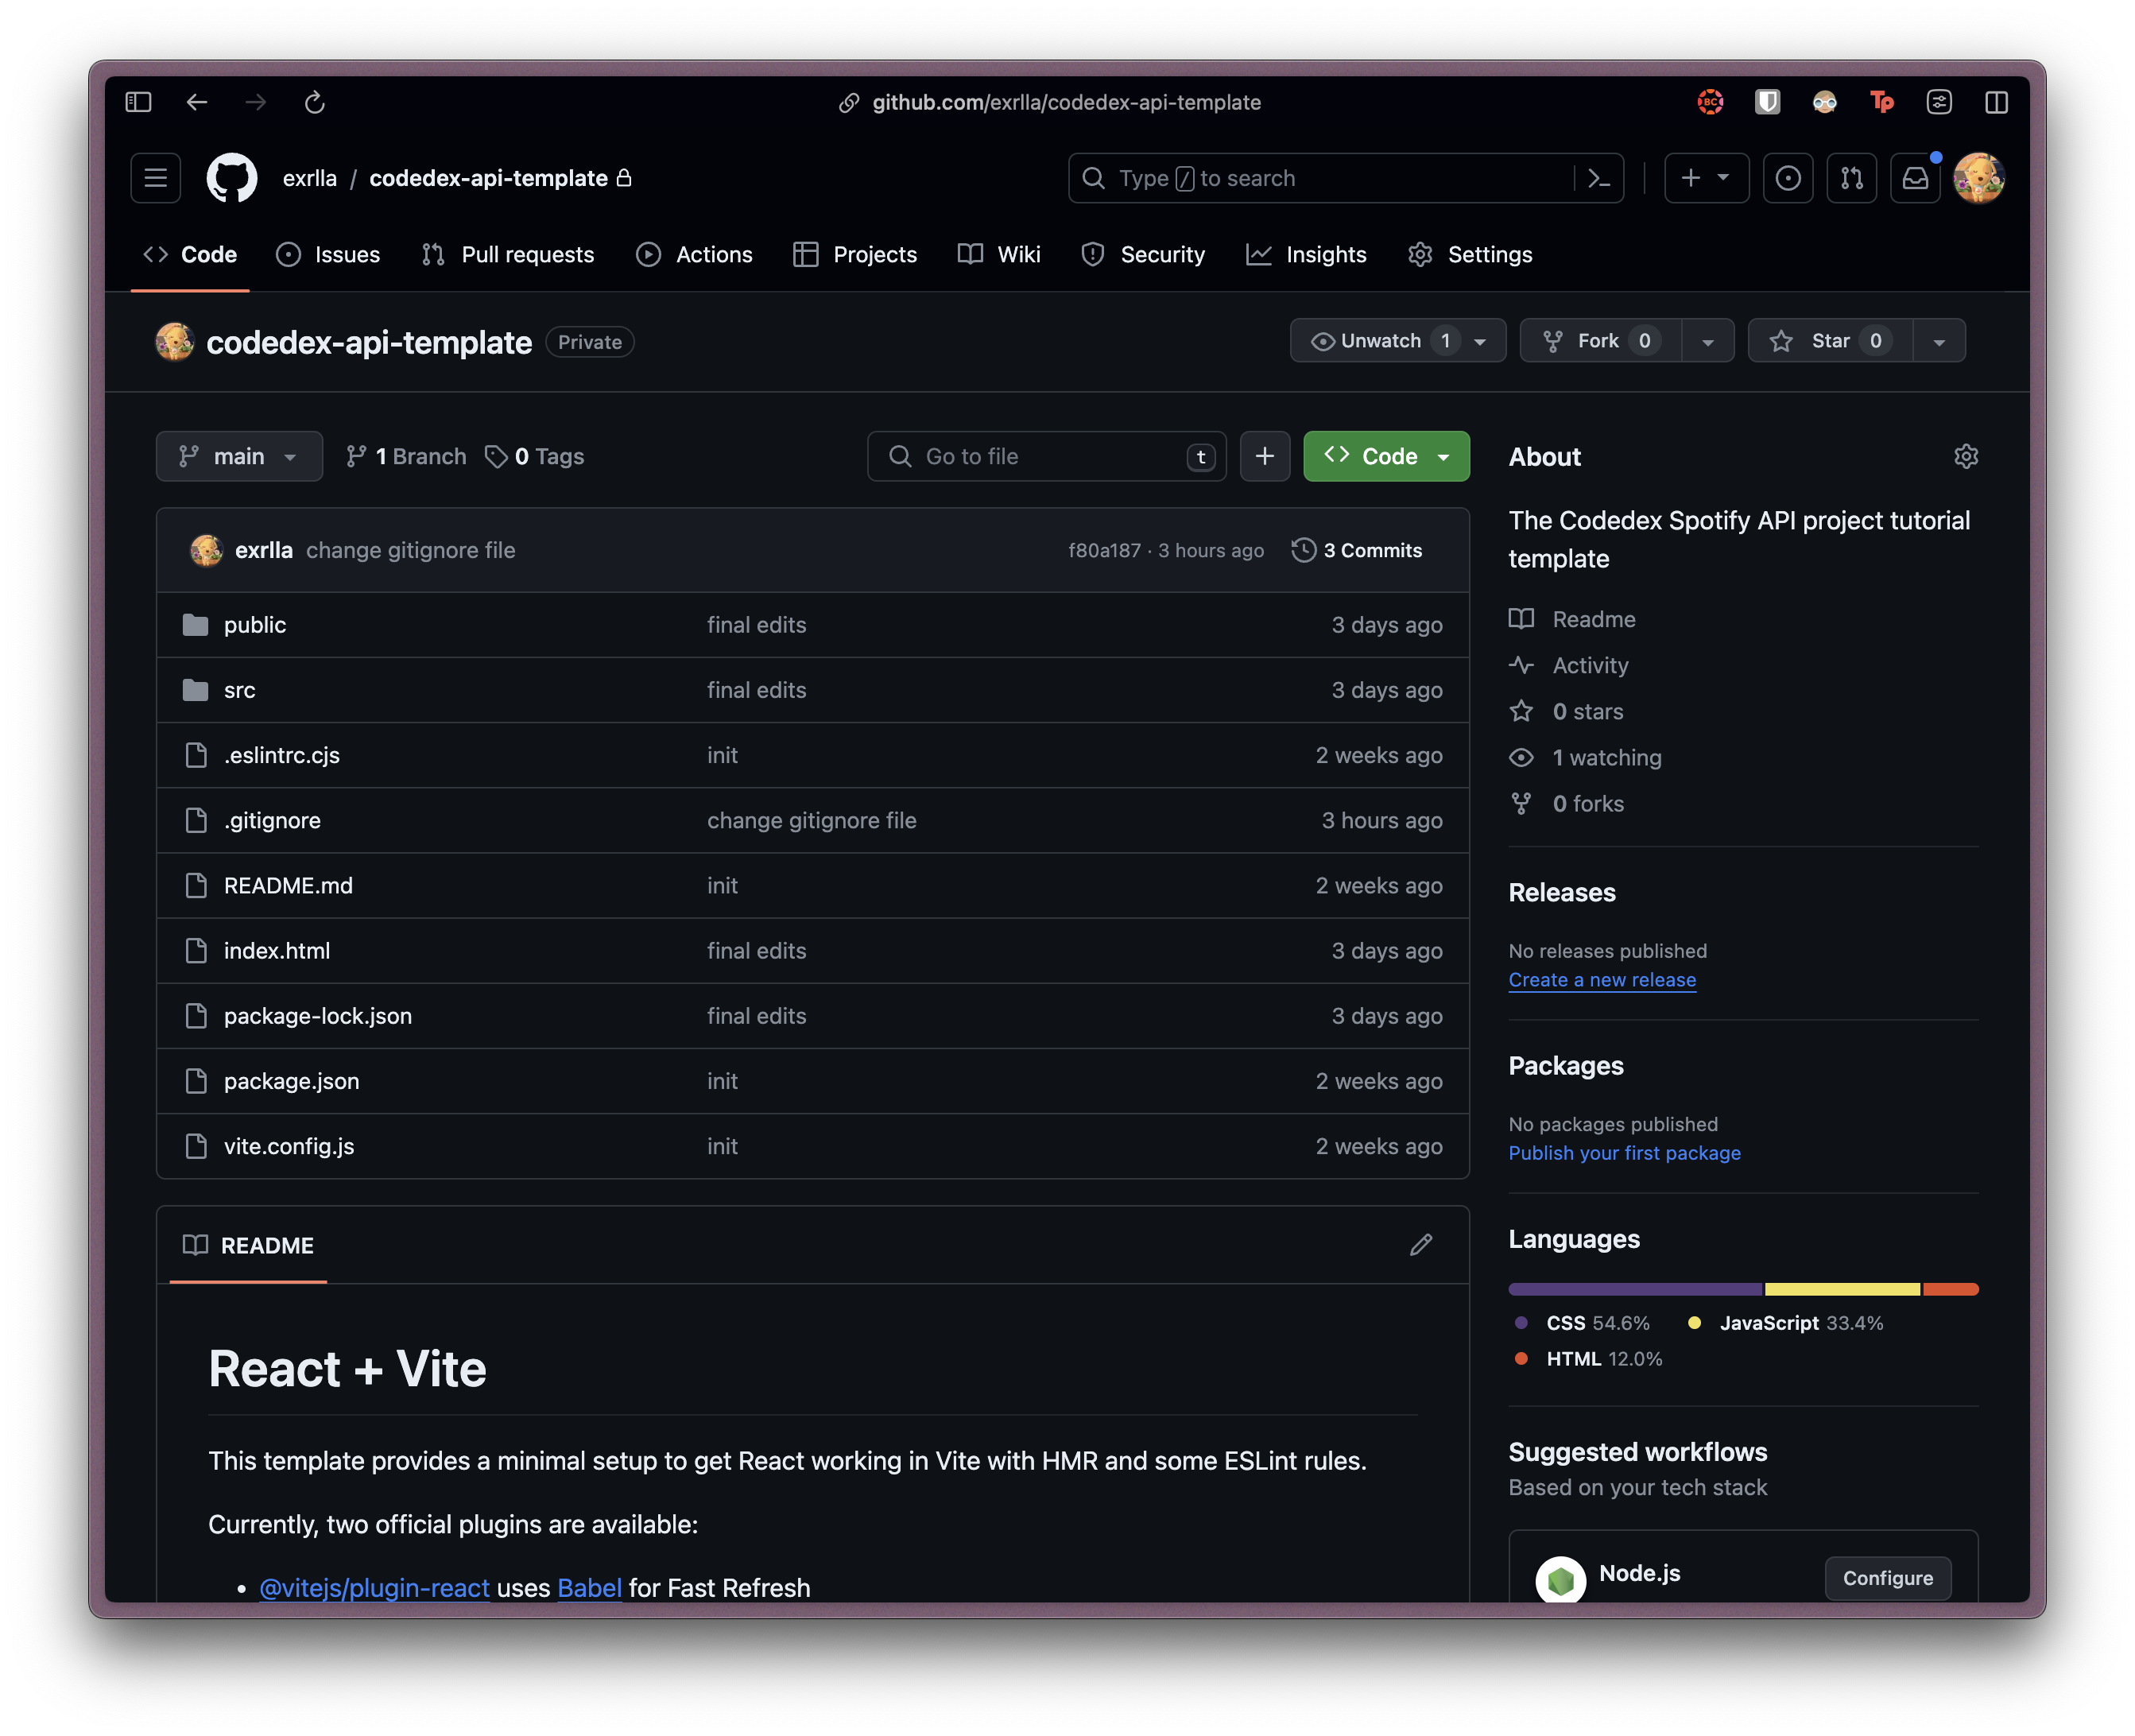 github.com/exrlla/codedex-api-template
BC
Tp
exrlla / codedex-api-template
Type / to search
Code Issues Pull requests Actions Projects Wiki Security Insights Settings
codedex-api-template Private
Unwatch 1 Fork 0 Star 0
main 1 Branch 0 Tags Go to file t + Code
exrlla change gitignore file f80a187 · 3 hours ago 3 Commits
public final edits 3 days ago
src final edits 3 days ago
.eslintrc.cjs init 2 weeks ago
.gitignore change gitignore file 3 hours ago
README.md init 2 weeks ago
index.html final edits 3 days ago
package-lock.json final edits 3 days ago
package.json init 2 weeks ago
vite.config.js init 2 weeks ago
README
React + Vite
This template provides a minimal setup to get React working in Vite with HMR and some ESLint rules.
Currently, two official plugins are available:
• @vitejs/plugin-react uses Babel for Fast Refresh
About
The Codedex Spotify API project tutorial
template
Readme
Activity
0 stars
1 watching
0 forks
Releases
No releases published
Create a new release
Packages
No packages published
Publish your first package
Languages
CSS 54.6% JavaScript 33.4%
HTML 12.0%
Suggested workflows
Based on your tech stack
Node.js Configure